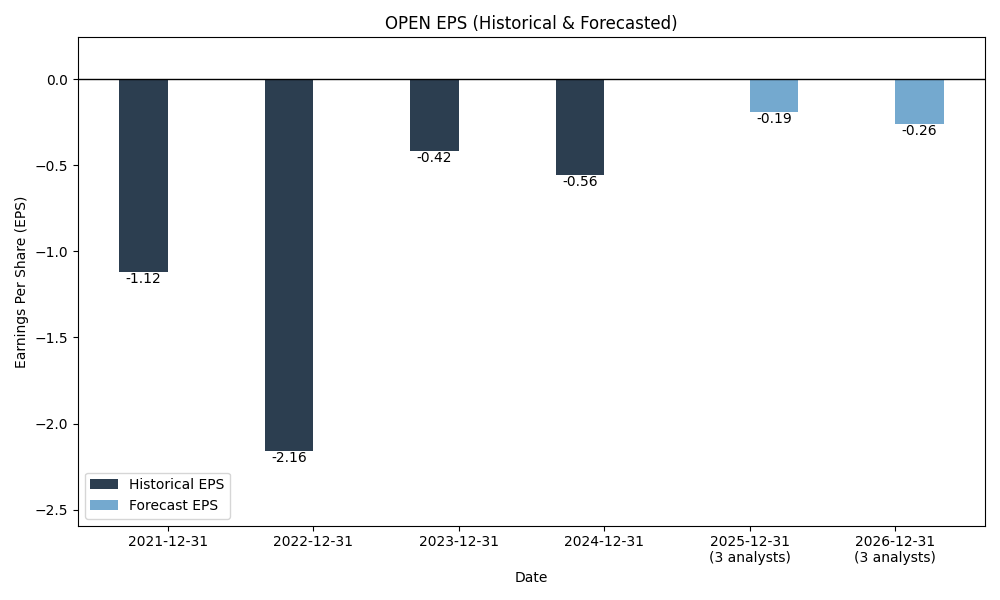 OPEN EPS (Historical & Forecasted)
Earnings Per Share (EPS)
0.0
−0.5
−1.0
−1.5
−2.0
−2.5
-1.12
-2.16
-0.42
-0.56
-0.19
-0.26
Historical EPS
Forecast EPS
2021-12-31
2022-12-31
2023-12-31
2024-12-31
2025-12-31
(3 analysts)
2026-12-31
(3 analysts)
Date